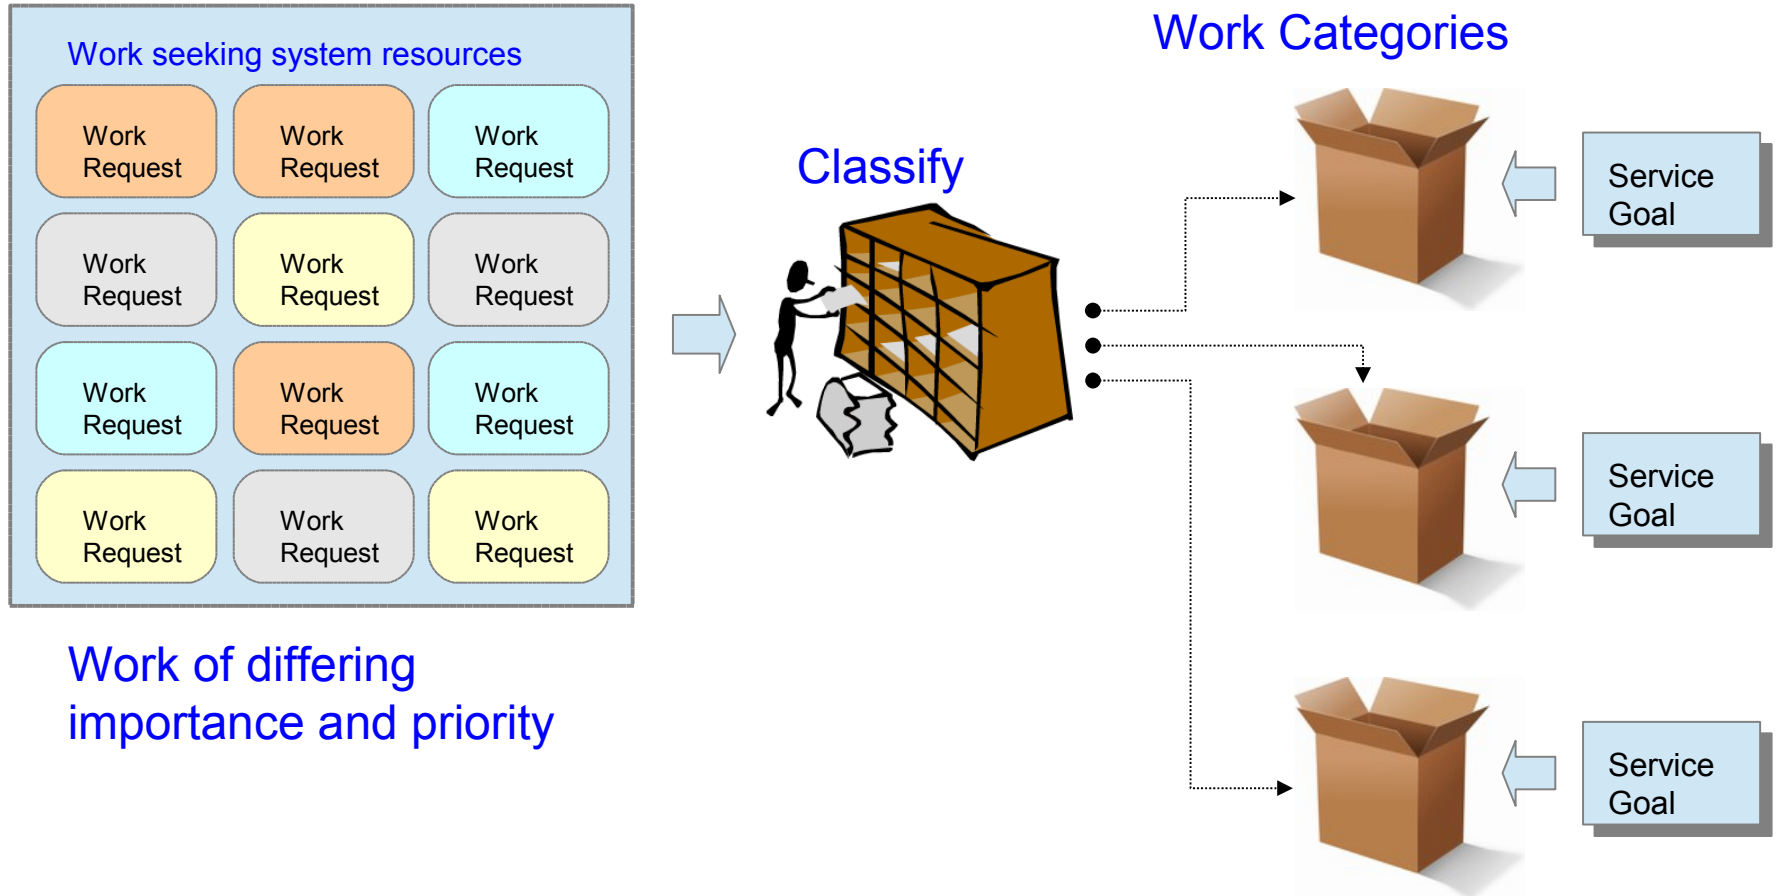 Work Categories
Work seeking system resources
Work
Request
Work
Request
Work
Request
Work
Request
Work
Request
Work
Request
Work
Request
Work
Request
Work
Request
Work
Request
Work
Request
Work
Request
Work of differing
importance and priority
Classify
Service
Goal
Service
Goal
Service
Goal